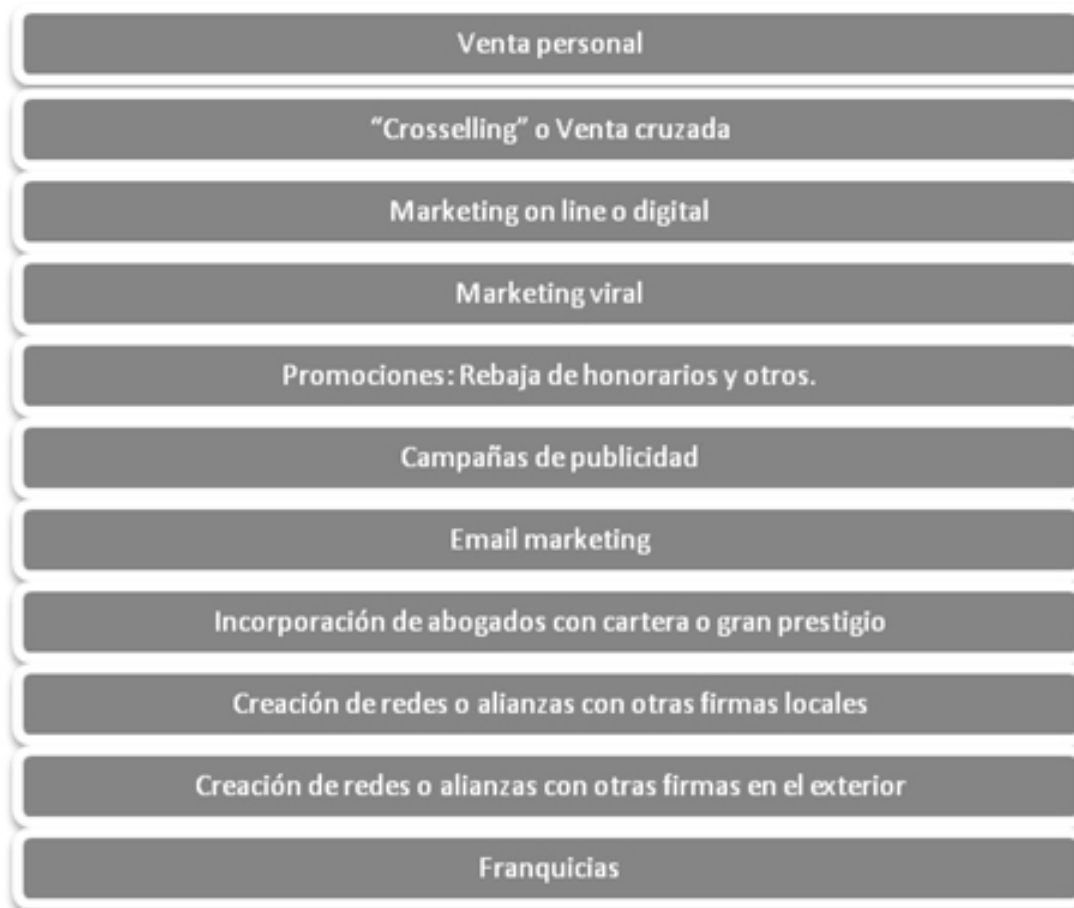 Venta personal
“Crosselling” o Venta cruzada
Marketing on line o digital
Marketing viral
Promociones: Rebaja de honorarios y otros.
Campañas de publicidad
Email marketing
Incorporación de abogados con cartera o gran prestigio
Creación de redes o alianzas con otras firmas locales
Creación de redes o alianzas con otras firmas en el exterior
Franquicias